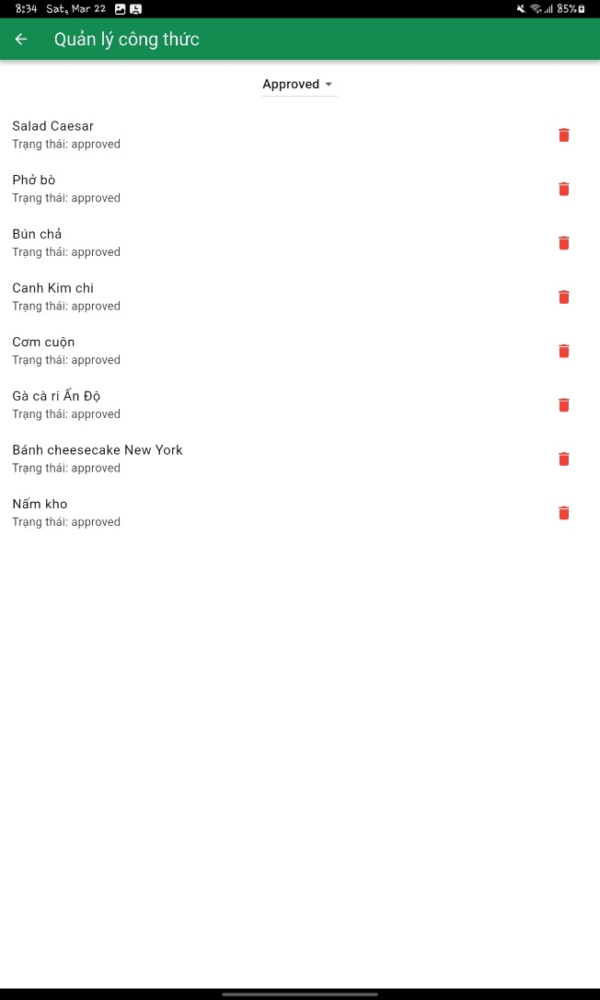 8:34 Sat, Mar 22 85%
Quản lý công thức
Approved
Salad Caesar
Trạng thái: approved
Phở bò
Trạng thái: approved
Bún chả
Trạng thái: approved
Canh Kim chi
Trạng thái: approved
Cơm cuộn
Trạng thái: approved
Gà cà ri Ấn Độ
Trạng thái: approved
Bánh cheesecake New York
Trạng thái: approved
Nấm kho
Trạng thái: approved